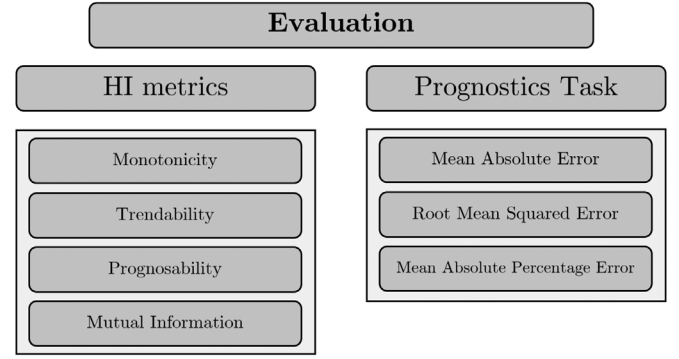 Evaluation
HI metrics
Monotonicity
Trendability
Prognosability
Mutual Information
Prognostics Task
Mean Absolute Error
Root Mean Squared Error
Mean Absolute Percentage Error